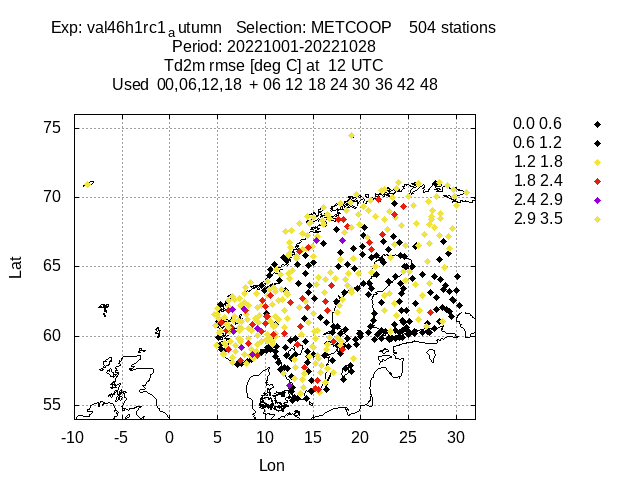 Exp: val46h1rc1_autumn   Selection: METCOOP    504 stations
Period: 20221001-20221028
Td2m rmse [deg C] at  12 UTC
Used  00,06,12,18  + 06 12 18 24 30  36 42 48
0.0 0.6
0.6 1.2
1.2 1.8
1.8 2.4
2.4 2.9
2.9 3.5
75
70
65
60
55
Lat
-10 -5 0 5 10 15 20 25 30
Lon